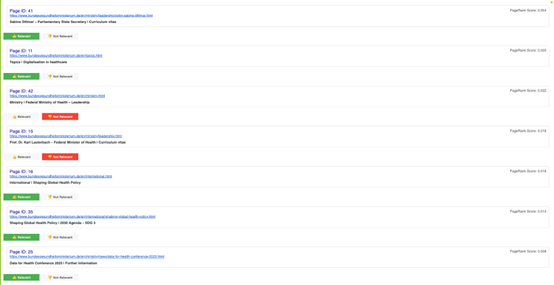 Page ID: 41
PageRank Score: 0.024
https://www.bundesgesundheitsministerium.de/en/ministry/leadership/cola-sabine-dittmar.html
Sabine Dittmar – Parliamentary State Secretary I Curriculum vitae
👍 Relevant
👎 Not Relevant
Page ID: 11
PageRank Score: 0.020
https://www.bundesgesundheitsministerium.de/en/topics.html
Topics I Digitalisation in healthcare
👍 Relevant
👎 Not Relevant
Page ID: 42
PageRank Score: 0.022
https://www.bundesgesundheitsministerium.de/en/ministry.html
Ministry I Federal Ministry of Health – Leadership
👍 Relevant
👎 Not Relevant
Page ID: 15
PageRank Score: 0.019
https://www.bundesgesundheitsministerium.de/en/ministry/leadership.html
Prof. Dr. Karl Lauterbach – Federal Minister of Health I Curriculum vitae
👍 Relevant
👎 Not Relevant
Page ID: 16
PageRank Score: 0.019
https://www.bundesgesundheitsministerium.de/en/international.html
International I Shaping Global Health Policy
👍 Relevant
👎 Not Relevant
Page ID: 35
PageRank Score: 0.013
https://www.bundesgesundheitsministerium.de/en/international/shaping-global-health-policy.html
Shaping Global Health Policy I 2030 Agenda – SDG 3
👍 Relevant
👎 Not Relevant
Page ID: 25
PageRank Score: 0.006
https://www.bundesgesundheitsministerium.de/en/ministry/news/data-for-health-conference-2023.html
Data for Health Conference 2023 I Further information
👍 Relevant
👎 Not Relevant